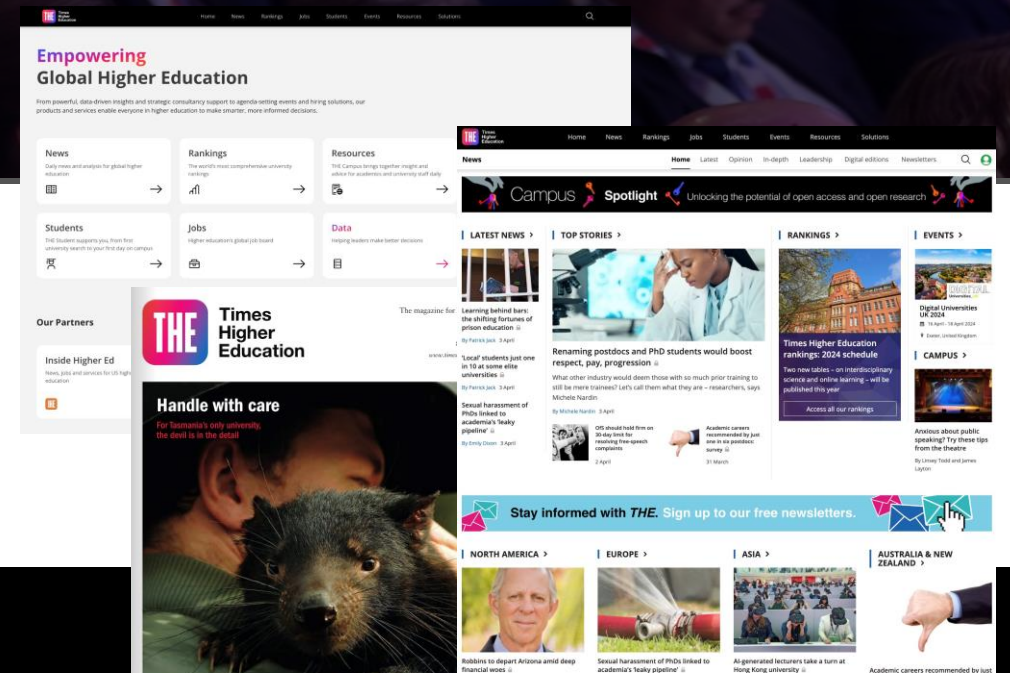 THE Times
Higher
Education
Home News Rankings Jobs Students Events Resources Solutions
Empowering
Global Higher Education
From powerful, data-driven insights and strategic consultancy support to agenda-setting events and hiring solutions, our
products and services enable everyone in higher education to make smarter, more informed decisions.
News
Daily news and analysis for global higher
education
Rankings
The world's most comprehensive university
rankings
Resources
THE Campus brings together insight and
advice for academics and university staff daily
Students
THE Student supports you, from first
university search to your first day on campus
Jobs
Higher education's global job board
Data
Helping leaders make better decisions
Our Partners
Inside Higher Ed
News, jobs and services for US high
education
THE
Times
Higher
Education
The magazine for
www.times
Handle with care
For Tasmania's only university,
the devil is in the detail
THE Times
Higher
Education
Home News Rankings Jobs Students Events Resources Solutions
News
Home Latest Opinion In-depth Leadership Digital editions Newsletters
Campus Spotlight Unlocking the potential of open access and open research
LATEST NEWS >
Learning behind bars:
the shifting fortunes of
prison education
By Patrick Jack 3 April
'Local' students just one
in 10 at some elite
universities
By Patrick Jack 3 April
Sexual harassment of
PhDs linked to
academia's 'leaky
pipeline'
By Emily Dixon 3 April
TOP STORIES >
Renaming postdocs and PhD students would boost
respect, pay, progression
What other industry would deem those with so much prior training to
still be mere trainees? Let's call them what they are – researchers, says
Michele Nardin
By Michele Nardin 3 April
OfS should hold firm on
30-day limit for
resolving free-speech
complaints
2 April
Academic careers
recommended by just
one in six postdocs:
survey
31 March
RANKINGS >
Times Higher Education
rankings: 2024 schedule
Two new tables – on interdisciplinary
science and online learning – will be
published this year
Access all our rankings
EVENTS >
DIGITAL
Universities
Digital Universities
UK 2024
16 April - 18 April 2024
Exeter, United Kingdom
CAMPUS >
Anxious about public
speaking? Try these tips
from the theatre
By Linsey Todd and James
Layton
Stay informed with THE. Sign up to our free newsletters.
NORTH AMERICA >
Robbins to depart Arizona amid deep
financial woes
EUROPE >
Sexual harassment of PhDs linked to
academia's 'leaky pipeline'
ASIA >
AI-generated lecturers take a turn at
Hong Kong university
AUSTRALIA & NEW
ZEALAND >
Academic careers recommended by just